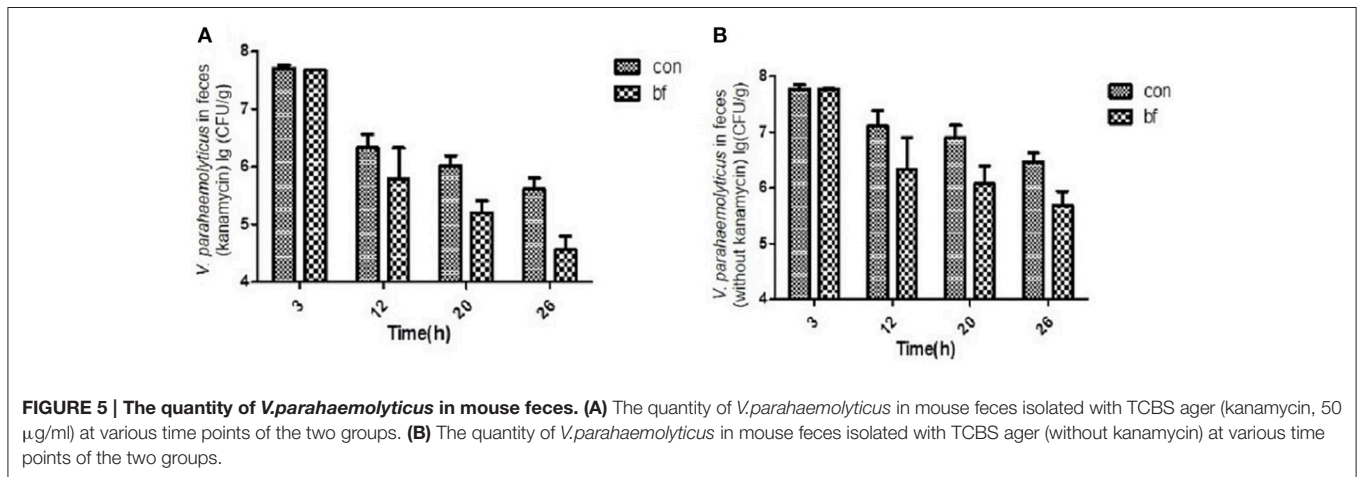 A
V. parahaemolyticus in feces
(kanamycin) lg (CFU/g)
8
7
6
5
4
3
12
20
26
Time(h)
con
bf
B
V. parahaemolyticus in feces
(without kanamycin) lg(CFU/g)
8
7
6
5
4
3
12
20
26
Time(h)
con
bf
FIGURE 5 | The quantity of V.parahaemolyticus in mouse feces. (A) The quantity of V.parahaemolyticus in mouse feces isolated with TCBS ager (kanamycin, 50
μg/ml) at various time points of the two groups. (B) The quantity of V.parahaemolyticus in mouse feces isolated with TCBS ager (without kanamycin) at various time
points of the two groups.